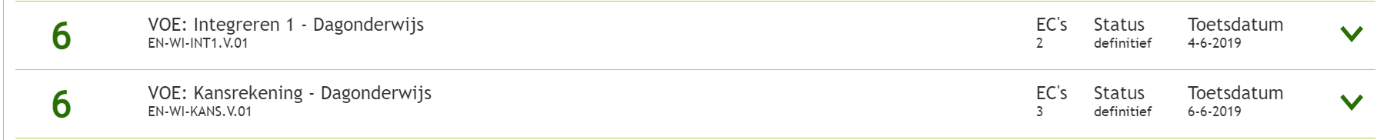 6 VOE: Integreren 1 - Dagonderwijs EC's Status Toetsdatum
EN-WI-INT1.V.01 2 definitief 4-6-2019
6 VOE: Kansrekening - Dagonderwijs EC's Status Toetsdatum
EN-WI-KANS.V.01 3 definitief 6-6-2019